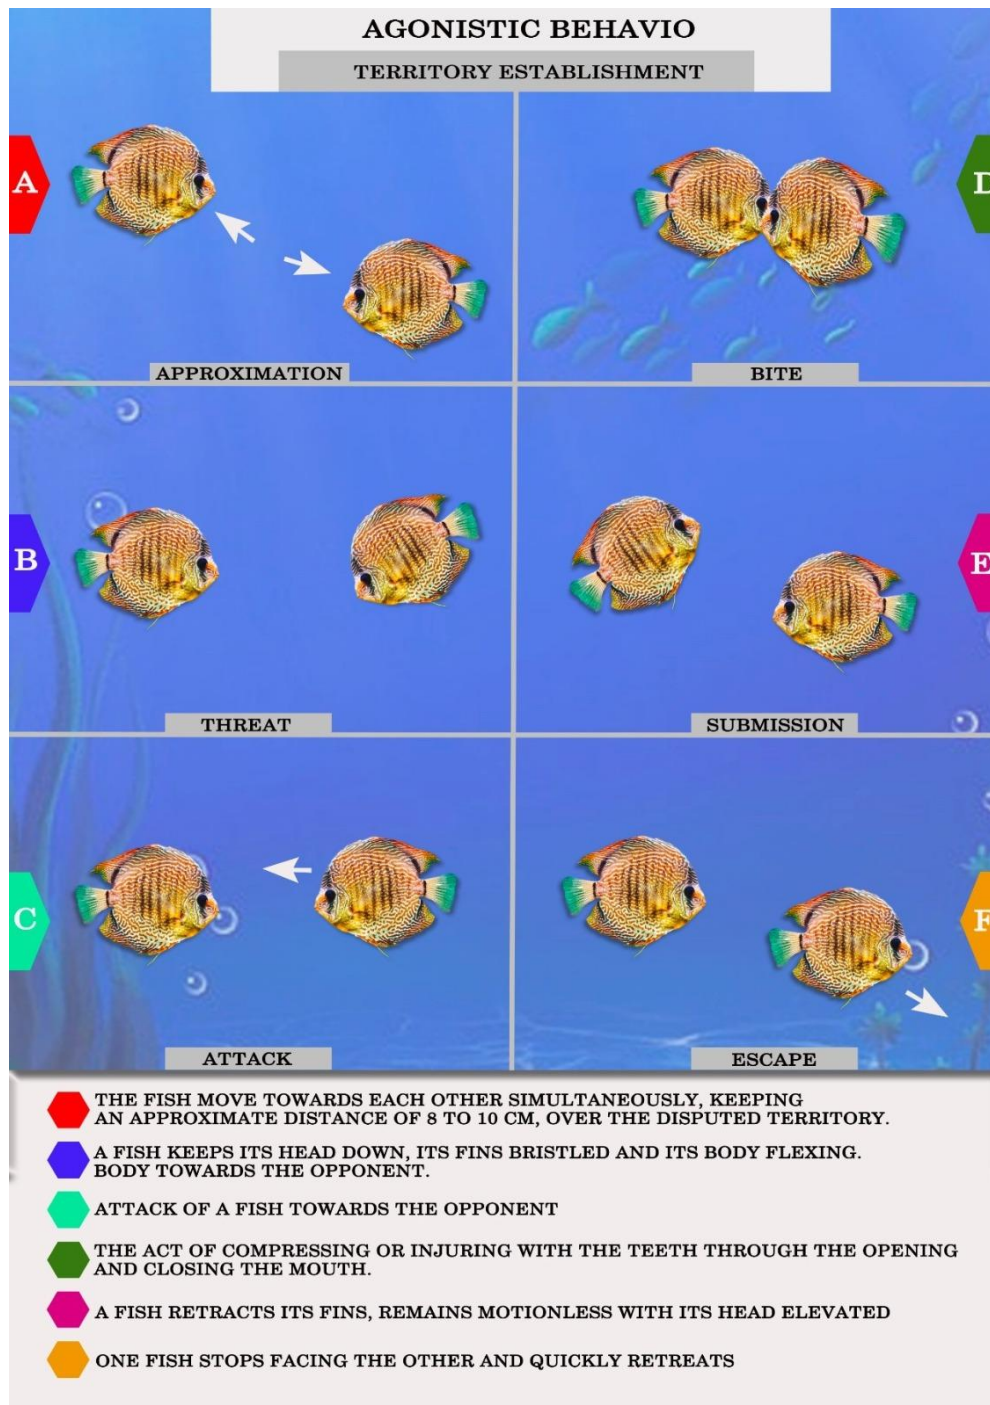 AGONISTIC BEHAVIO
TERRITORY ESTABLISHMENT
A
APPROXIMATION
D
BITE
B
THREAT
E
SUBMISSION
C
ATTACK
F
ESCAPE
THE FISH MOVE TOWARDS EACH OTHER SIMULTANEOUSLY, KEEPING
AN APPROXIMATE DISTANCE OF 8 TO 10 CM, OVER THE DISPUTED TERRITORY.
A FISH KEEPS ITS HEAD DOWN, ITS FINS BRISTLED AND ITS BODY FLEXING.
BODY TOWARDS THE OPPONENT.
ATTACK OF A FISH TOWARDS THE OPPONENT
THE ACT OF COMPRESSING OR INJURING WITH THE TEETH THROUGH THE OPENING
AND CLOSING THE MOUTH.
A FISH RETRACTS ITS FINS, REMAINS MOTIONLESS WITH ITS HEAD ELEVATED
ONE FISH STOPS FACING THE OTHER AND QUICKLY RETREATS